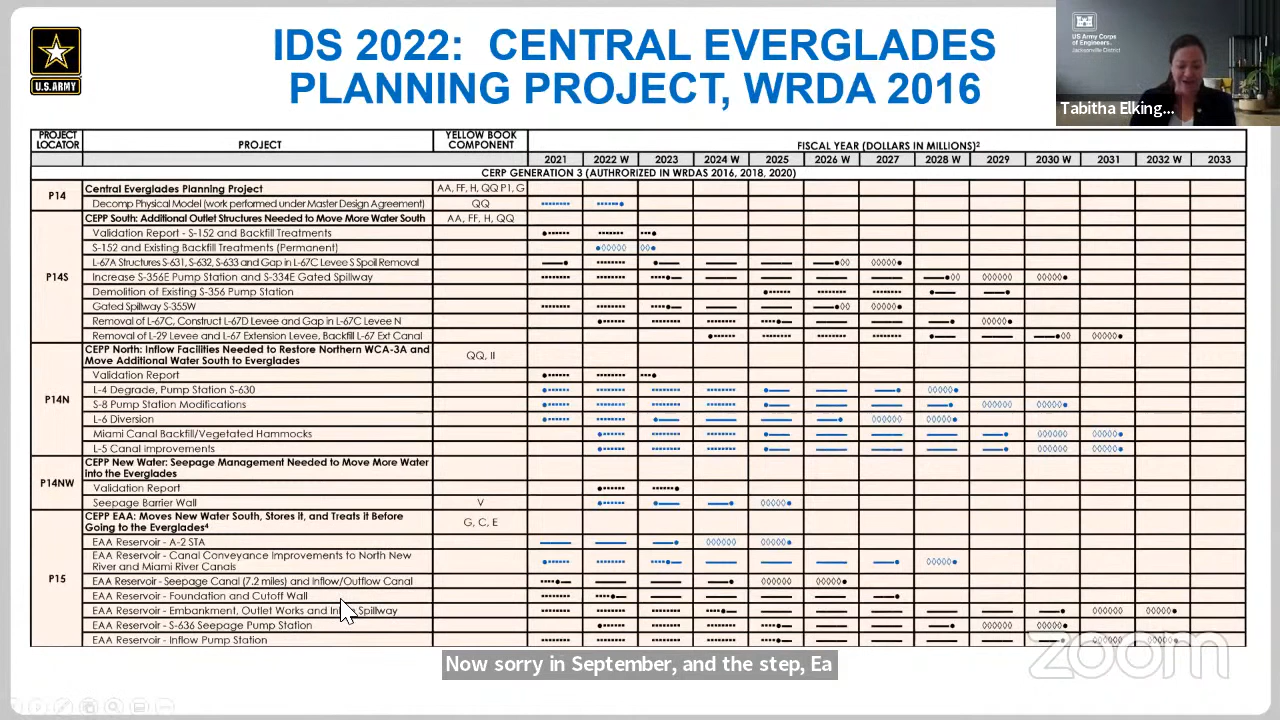 U.S.ARMY
IDS 2022: CENTRAL EVERGLADES
PLANNING PROJECT, WRDA 2016
US Army Corps
of Engineers.
Jacksonville District
Tabitha Elking...
PROJECT LOCATOR PROJECT YELLOW BOOK COMPONENT FISCAL YEAR (DOLLARS IN MILLIONS)2
2021 2022 W 2023 2024 W 2025 2026 W 2027 2028 W 2029 2030 W 2031 2032 W 2033
CERP GENERATION 3 (AUTHRORIZED IN WRDAS 2016, 2018, 2020)
P14 Central Everglades Planning Project AA, FF, H, QQ P1, G
Decomp Physical Model (work performed under Master Design Agreement) QQ
P14S
CEPP South: Additional Outlet Structures Needed to Move More Water South AA, FF, H, QQ
Validation Report - S-152 and Backfill Treatments
S-152 and Existing Backfill Treatments (Permanent)
L-67A Structures S-631, S-632, S-633 and Gap in L-67C Levee S Spoil Removal
Increase S-356E Pump Station and S-334E Gated Spillway
Demolition of Existing S-356 Pump Station
Gated Spillway S-355W
Removal of L-67C, Construct L-67D Levee and Gap in L-67C Levee N
Removal of L-29 Levee and L-67 Extension Levee, Backfill L-67 Ext Canal
P14N
CEPP North: Inflow Facilities Needed to Restore Northern WCA-3A and
Move Additional Water South to Everglades QQ, II
Validation Report
L-4 Degrade, Pump Station S-630
S-8 Pump Station Modifications
L-6 Diversion
Miami Canal Backfill/Vegetated Hammocks
L-5 Canal improvements
P14NW
CEPP New Water: Seepage Management Needed to Move More Water
into the Everglades
Validation Report
Seepage Barrier Wall V
P15
CEPP EAA: Moves New Water South, Stores it, and Treats it Before
Going to the Everglades4 G, C, E
EAA Reservoir - A-2 STA
EAA Reservoir - Canal Conveyance Improvements to North New
River and Miami River Canals
EAA Reservoir - Seepage Canal (7.2 miles) and Inflow/Outflow Canal
EAA Reservoir - Foundation and Cutoff Wall
EAA Reservoir - Embankment, Outlet Works and Spillway
EAA Reservoir - S-636 Seepage Pump Station
EAA Reservoir - Inflow Pump Station
zoom
Now sorry in September, and the step, Ea